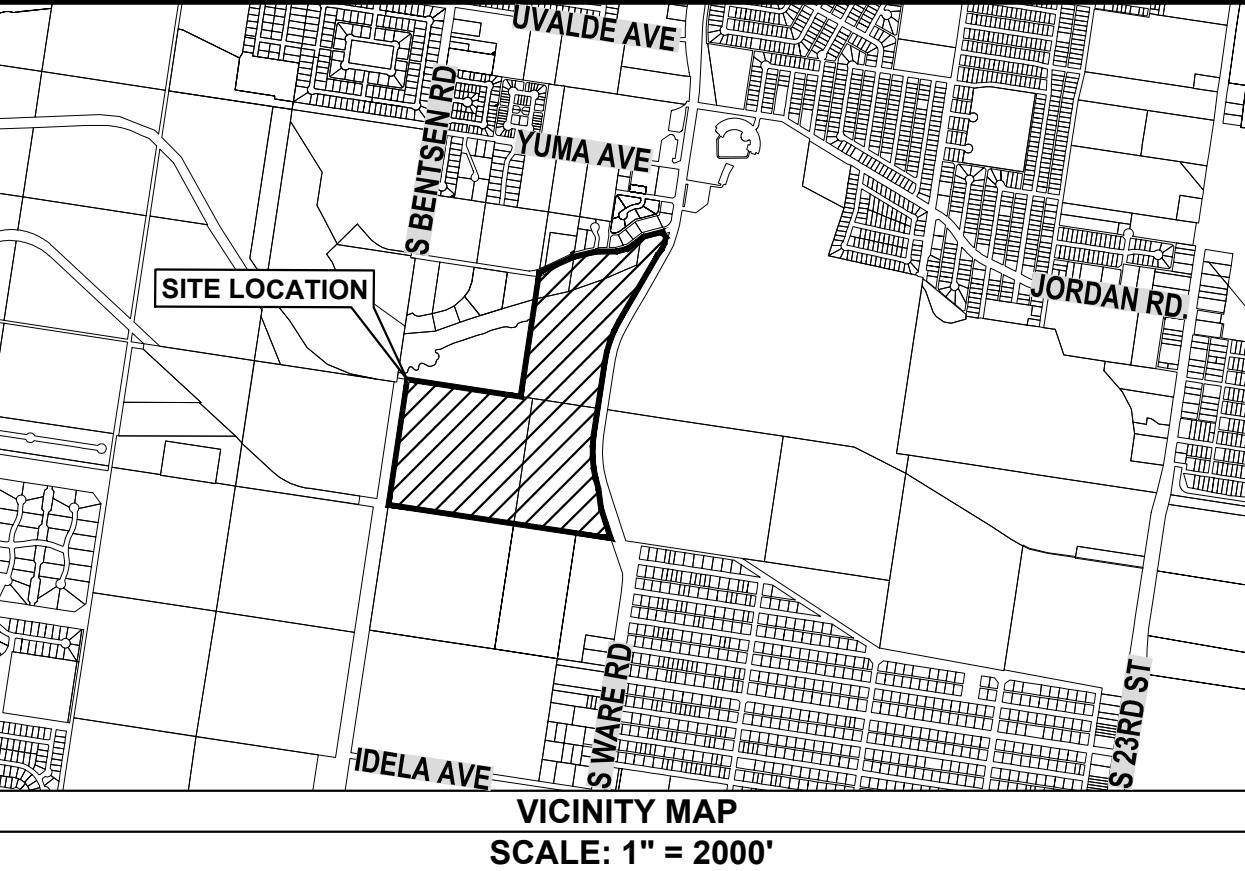 UVALDE AVE
S BENTSEN RD
YUMA AVE
SITE LOCATION
JORDAN RD.
S WARE RD
S 23RD ST
IDELA AVE
VICINITY MAP
SCALE: 1" = 2000'